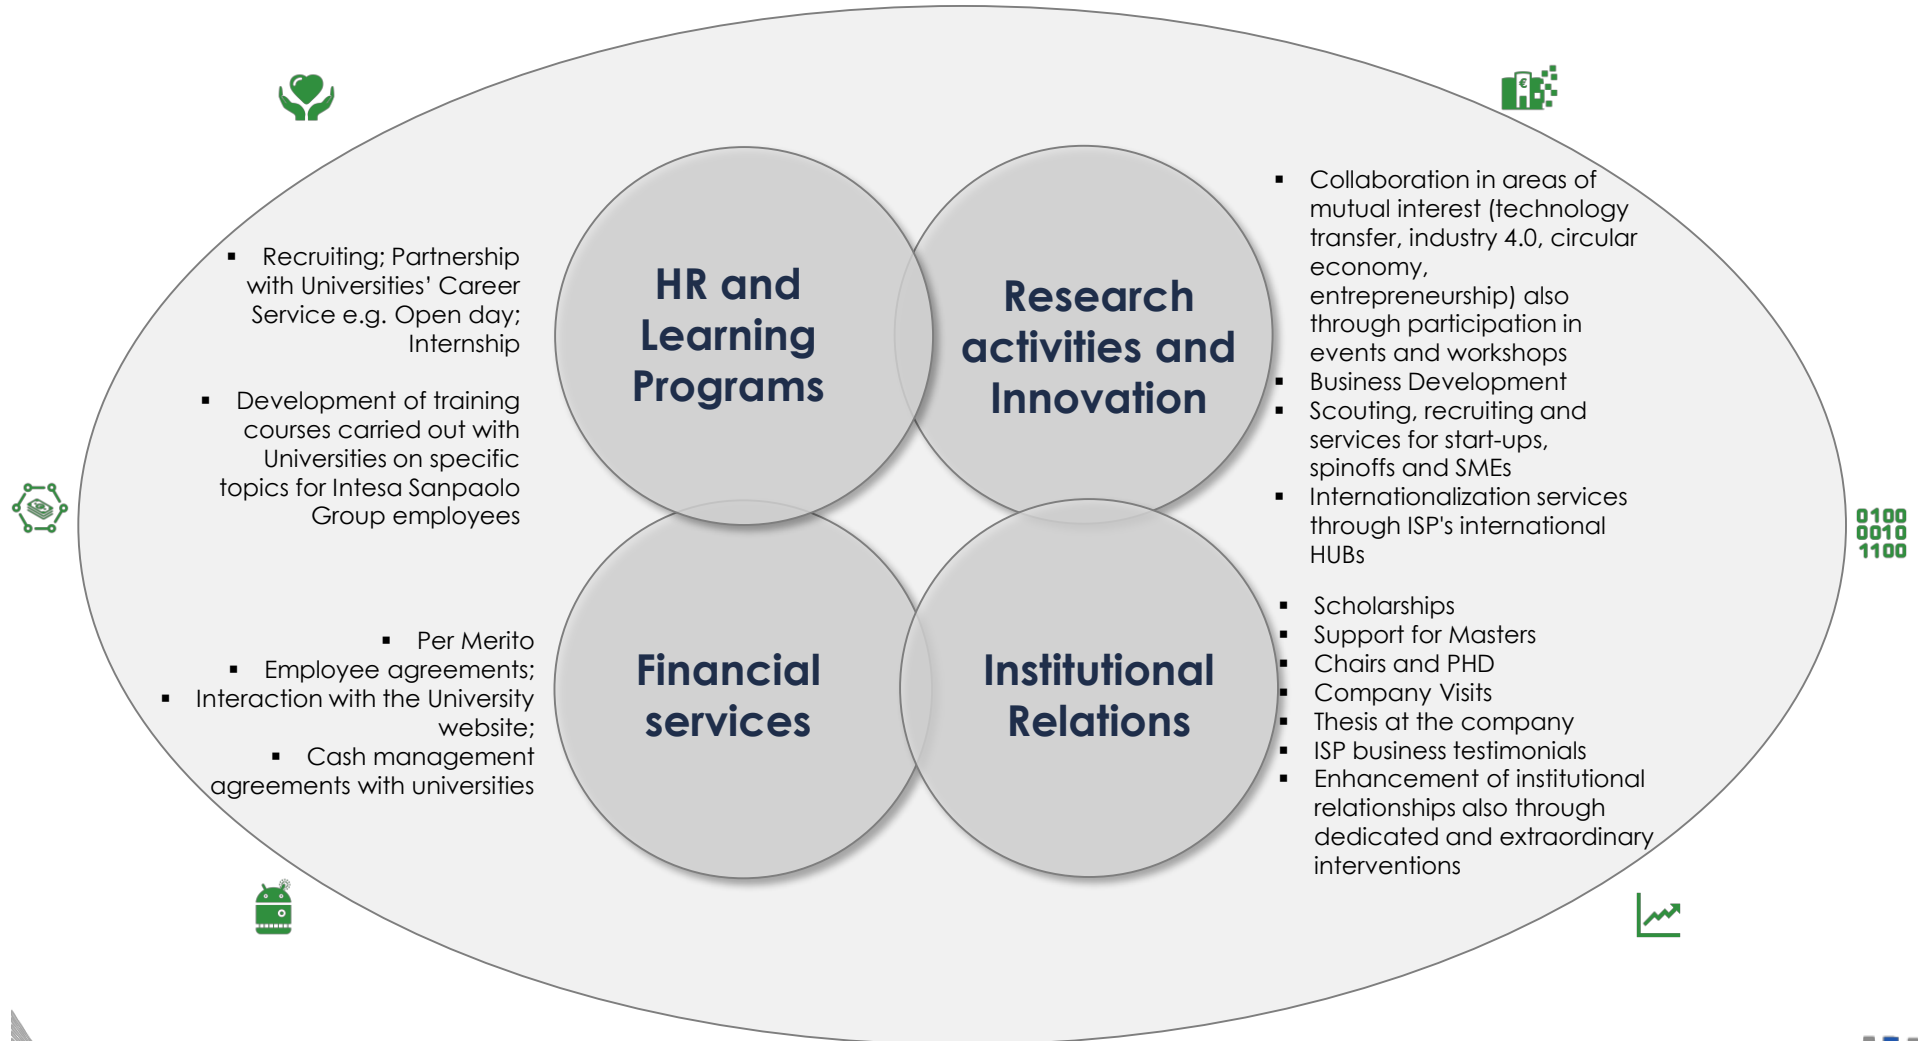 HR and
Learning
Programs
▪ Recruiting; Partnership
with Universities’ Career
Service e.g. Open day;
Internship
▪ Development of training
courses carried out with
Universities on specific
topics for Intesa Sanpaolo
Group employees
Research
activities and
Innovation
▪ Collaboration in areas of
mutual interest (technology
transfer, industry 4.0, circular
economy,
entrepreneurship) also
through participation in
events and workshops
▪ Business Development
▪ Scouting, recruiting and
services for start-ups,
spinoffs and SMEs
▪ Internationalization services
through ISP's international
HUBs
Financial
services
▪ Per Merito
▪ Employee agreements;
▪ Interaction with the University
website;
▪ Cash management
agreements with universities
Institutional
Relations
▪ Scholarships
▪ Support for Masters
▪ Chairs and PHD
▪ Company Visits
▪ Thesis at the company
▪ ISP business testimonials
▪ Enhancement of institutional
relationships also through
dedicated and extraordinary
interventions
€
0100
0010
1100